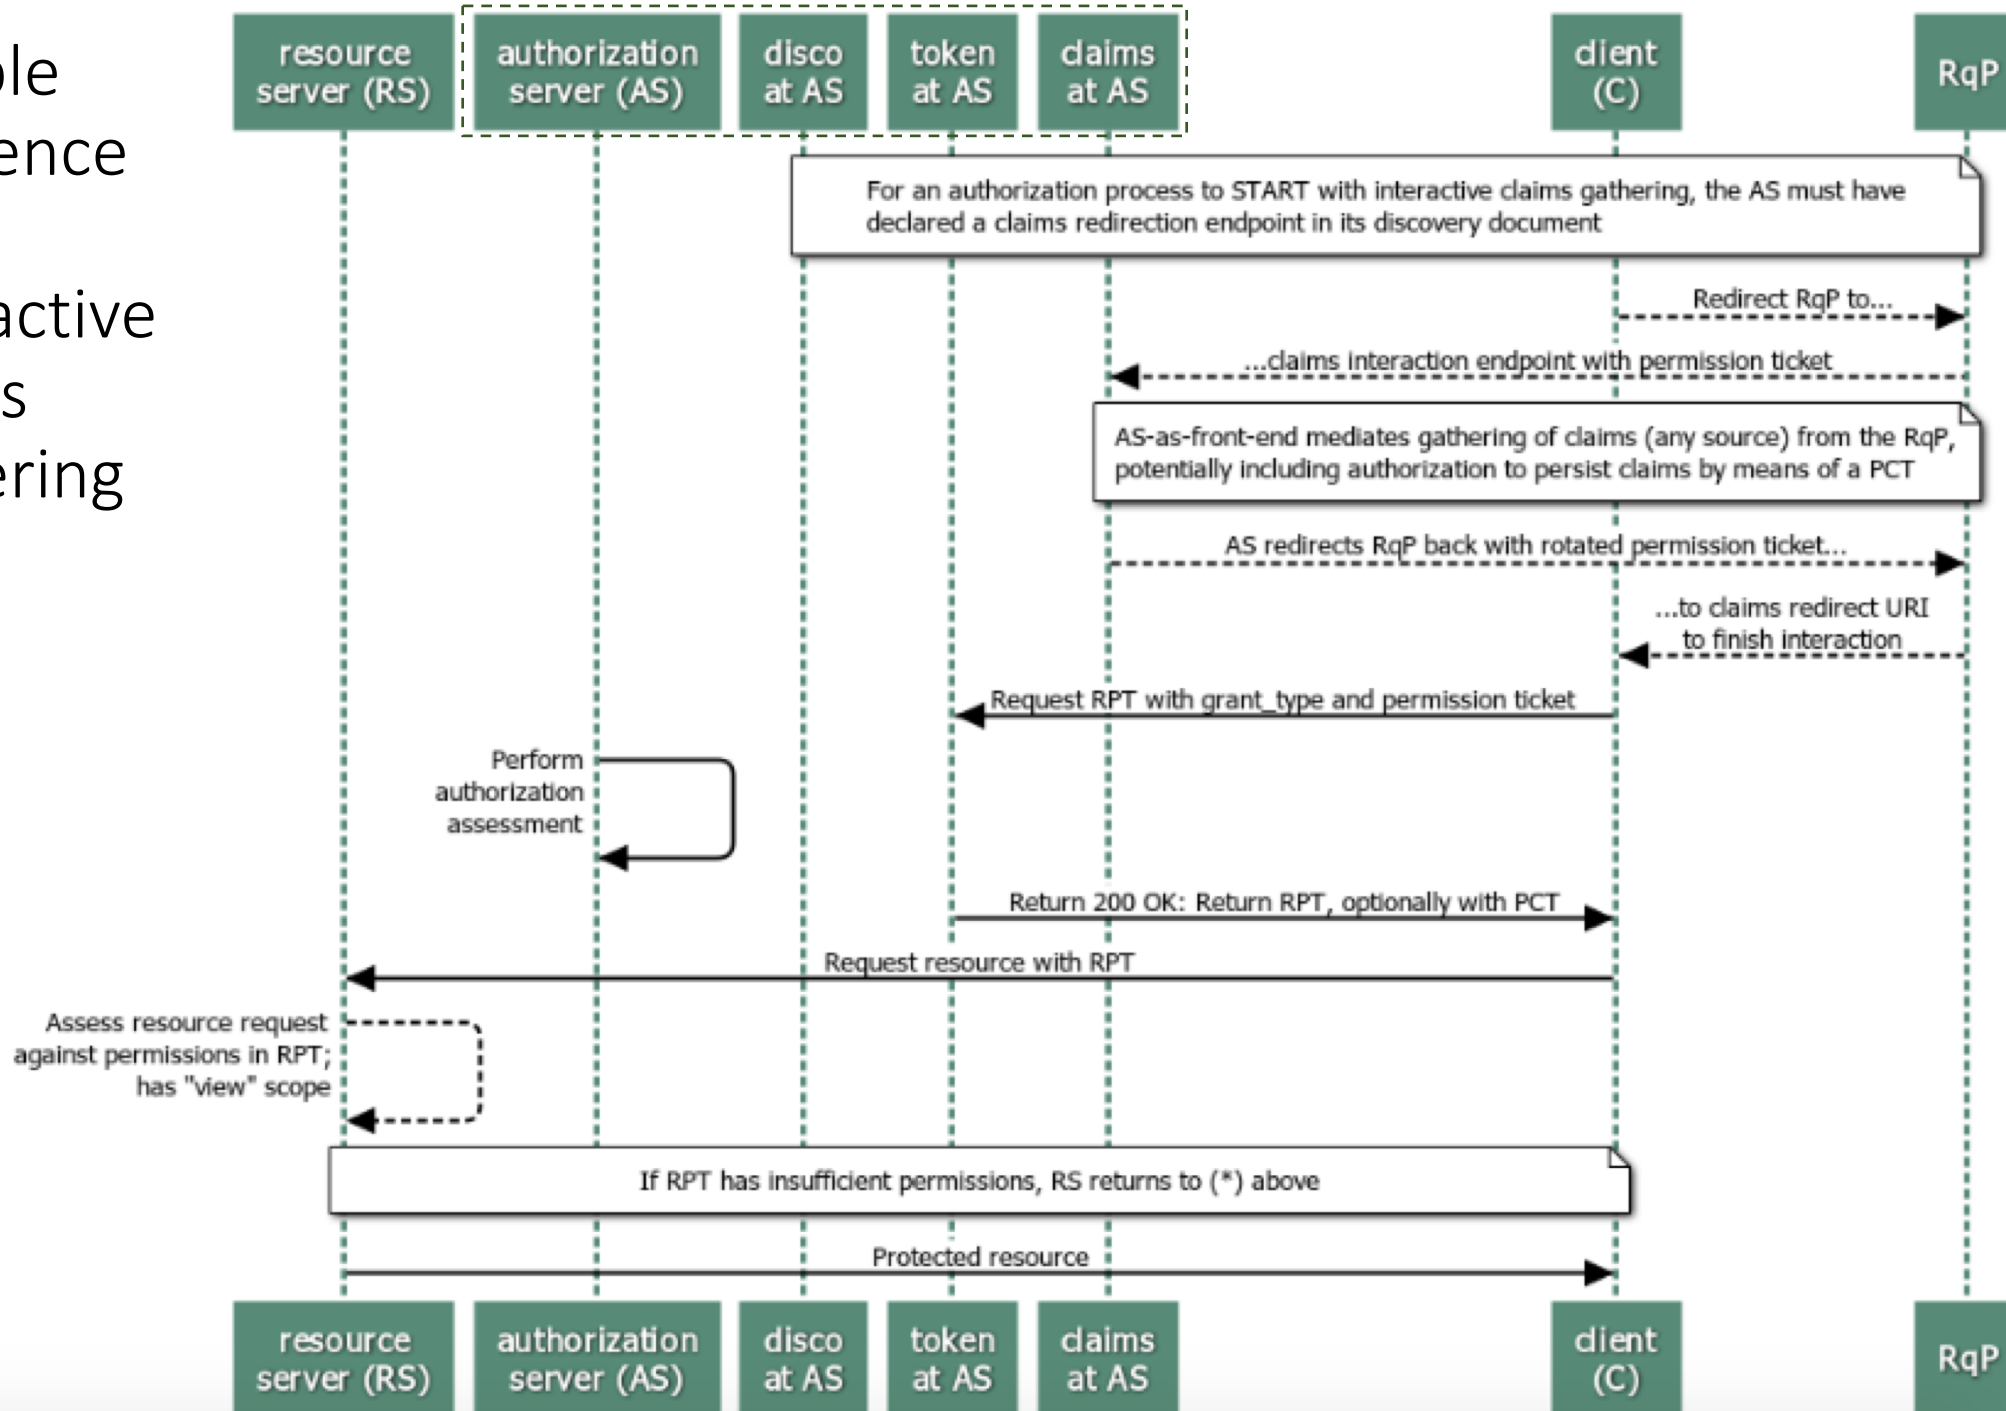 ble
ence
active
s
ering
resource
server (RS)
authorization
server (AS)
disco
at AS
token
at AS
claims
at AS
client
(C)
RqP
For an authorization process to START with interactive claims gathering, the AS must have
declared a claims redirection endpoint in its discovery document
Redirect RqP to...
...claims interaction endpoint with permission ticket
AS-as-front-end mediates gathering of claims (any source) from the RqP,
potentially including authorization to persist claims by means of a PCT
AS redirects RqP back with rotated permission ticket...
...to claims redirect URI
to finish interaction
Request RPT with grant_type and permission ticket
Perform
authorization
assessment
Return 200 OK: Return RPT, optionally with PCT
Request resource with RPT
Assess resource request
against permissions in RPT;
has "view" scope
If RPT has insufficient permissions, RS returns to (*) above
Protected resource
resource
server (RS)
authorization
server (AS)
disco
at AS
token
at AS
claims
at AS
client
(C)
RqP